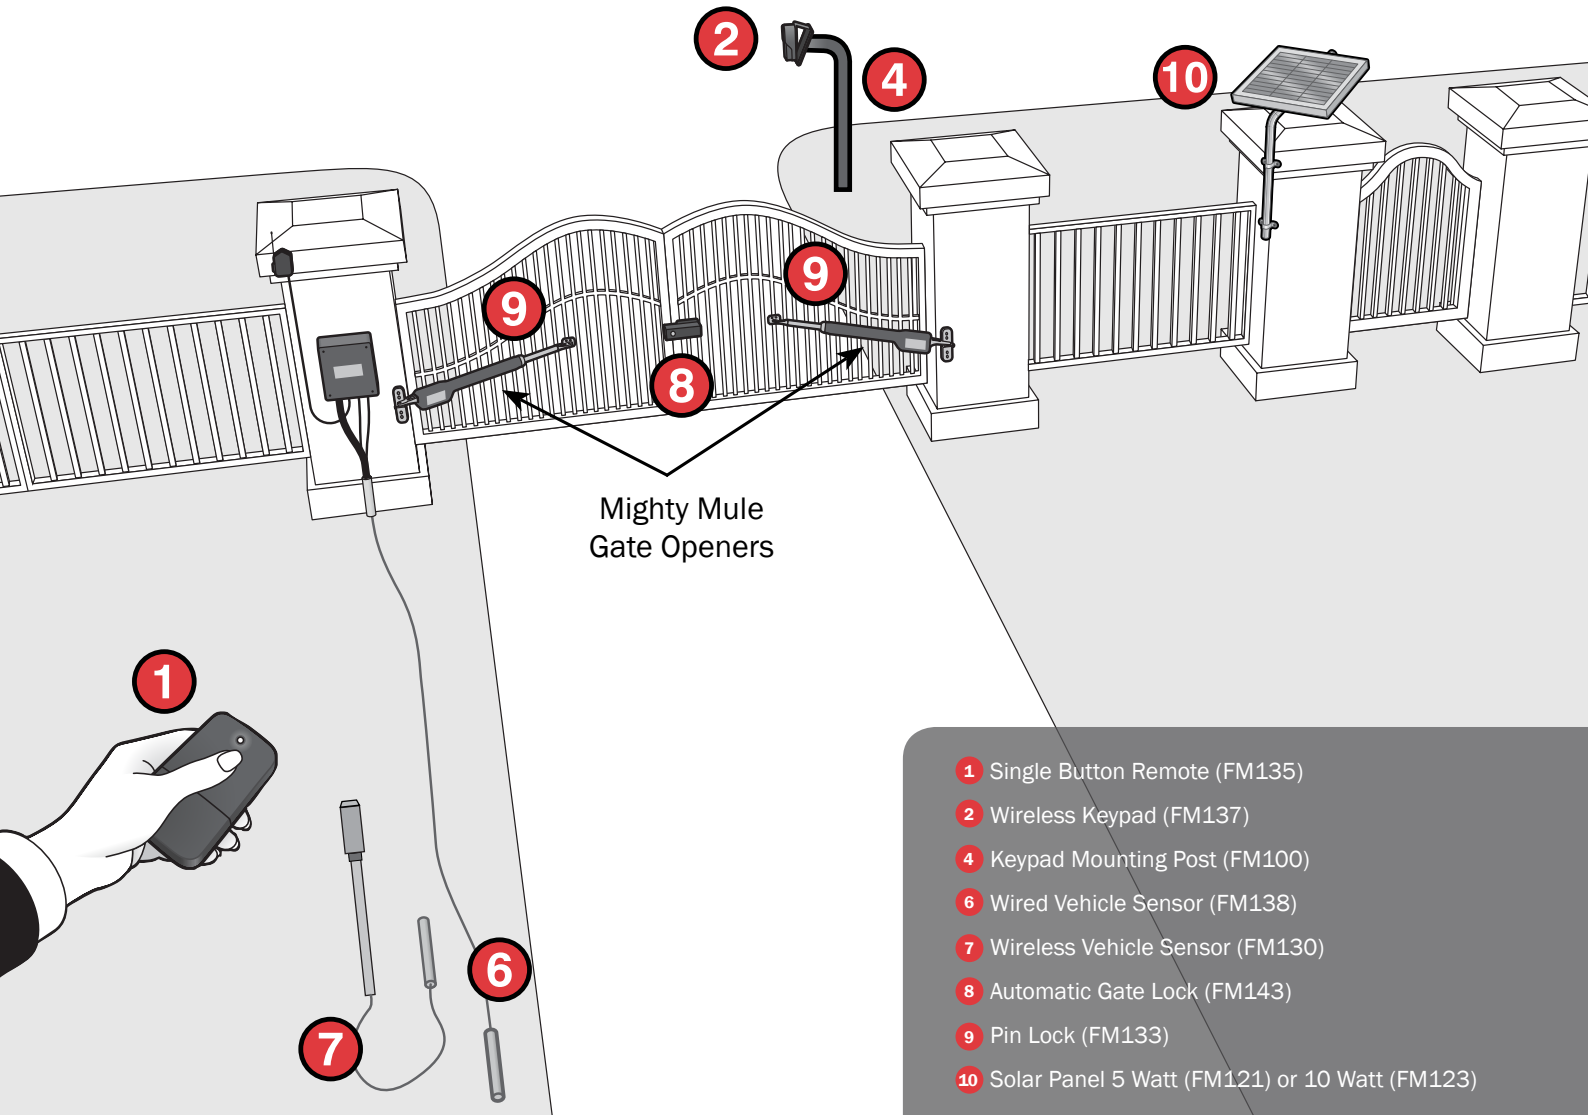 2
4
10
9
9
8
Mighty Mule
Gate Openers
1
6
7
1 Single Button Remote (FM135)
2 Wireless Keypad (FM137)
4 Keypad Mounting Post (FM100)
6 Wired Vehicle Sensor (FM138)
7 Wireless Vehicle Sensor (FM130)
8 Automatic Gate Lock (FM143)
9 Pin Lock (FM133)
10 Solar Panel 5 Watt (FM121) or 10 Watt (FM123)